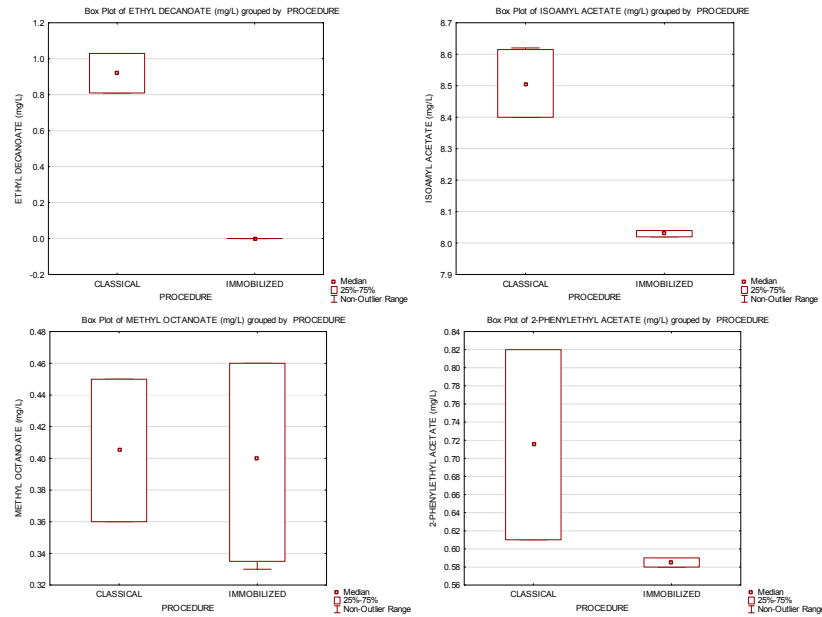 Box Plot of ETHYL DECANOATE (mg/L) grouped by PROCEDURE
ETHYL DECANOATE (mg/L)
1.2
1.0
0.8
0.6
0.4
0.2
0.0
-0.2
CLASSICAL IMMOBILIZED
PROCEDURE
Median
25%-75%
Non-Outlier Range
Box Plot of ISOAMYL ACETATE (mg/L) grouped by PROCEDURE
ISOAMYL ACETATE (mg/L)
8.7
8.6
8.5
8.4
8.3
8.2
8.1
8.0
7.9
CLASSICAL IMMOBILIZED
PROCEDURE
Median
25%-75%
Non-Outlier Range
Box Plot of METHYL OCTANOATE (mg/L) grouped by PROCEDURE
METHYL OCTANOATE (mg/L)
0.48
0.46
0.44
0.42
0.40
0.38
0.36
0.33
0.32
CLASSICAL IMMOBILIZED
PROCEDURE
Median
25%-75%
Non-Outlier Range
Box Plot of 2-PHENYLETHYL ACETATE (mg/L) grouped by PROCEDURE
2-PHENYLETHYL ACETATE (mg/L)
0.84
0.82
0.80
0.78
0.76
0.74
0.72
0.70
0.68
0.66
0.64
0.62
0.60
0.58
0.56
CLASSICAL IMMOBILIZED
PROCEDURE
Median
25%-75%
Non-Outlier Range